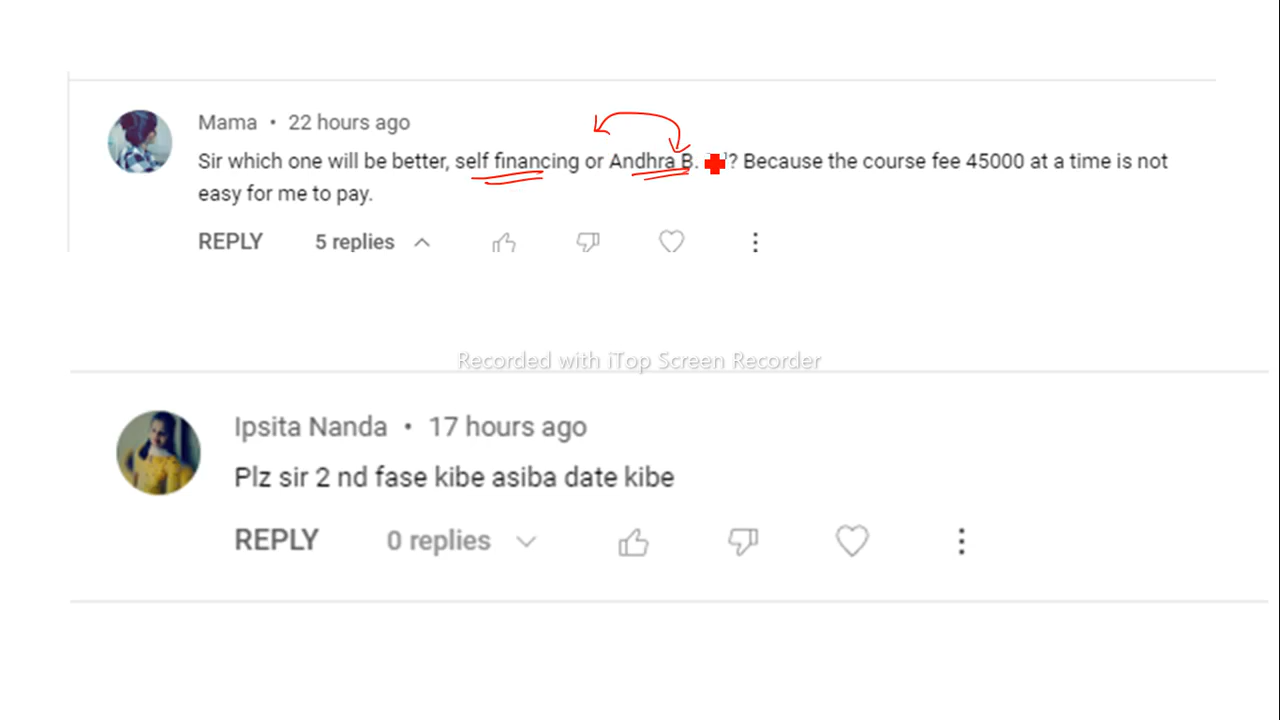 Mama • 22 hours ago
Sir which one will be better, self financing or Andhra B. ? Because the course fee 45000 at a time is not
easy for me to pay.
REPLY 5 replies
Recorded with iTop Screen Recorder
Ipsita Nanda • 17 hours ago
Plz sir 2 nd fase kibe asiba date kibe
REPLY 0 replies